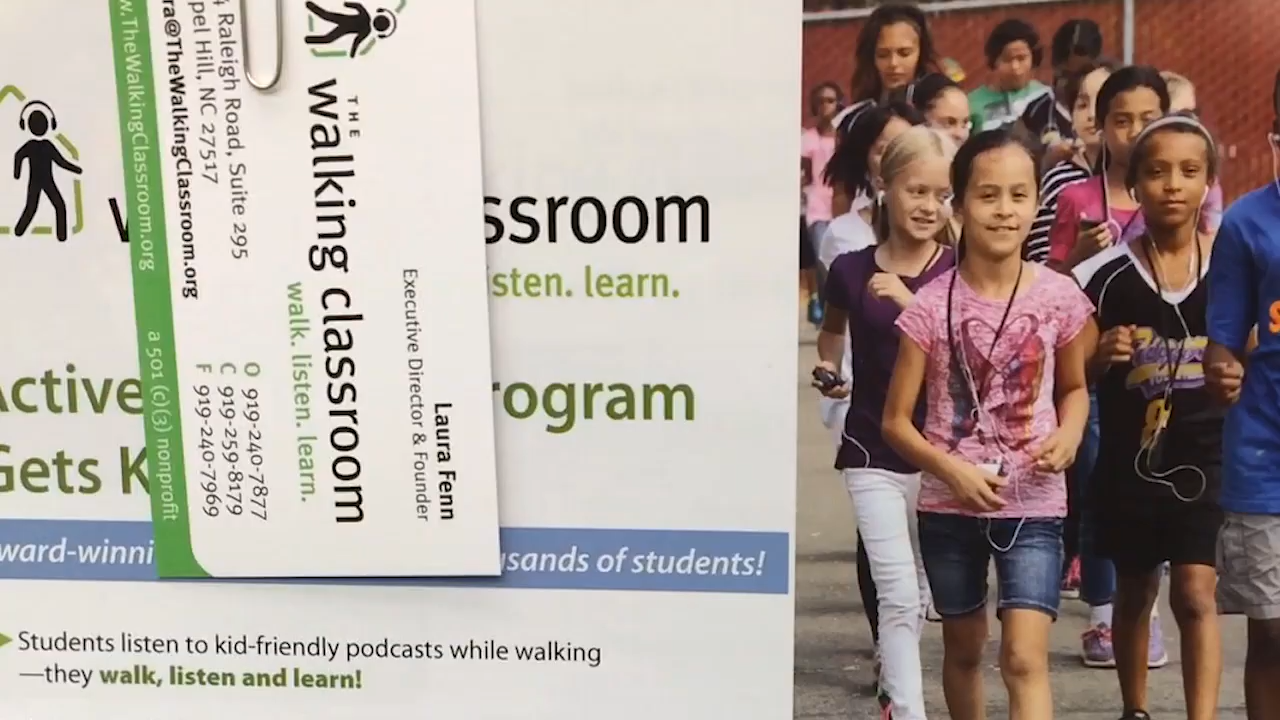 THE
walking classroom
walk. listen. learn.
Laura Fenn
Executive Director & Founder
Raleigh Road, Suite 295
Hill, NC 27517
ra@TheWalkingClassroom.org
O 919-240-7877
C 919-259-8179
F 919-240-7969
w.TheWalkingClassroom.org
a 501 (c)(3) nonprofit
ssroom
isten. learn.
Active rogram
Gets K
ward-winni usands of students!
Students listen to kid-friendly podcasts while walking
—they walk, listen and learn!